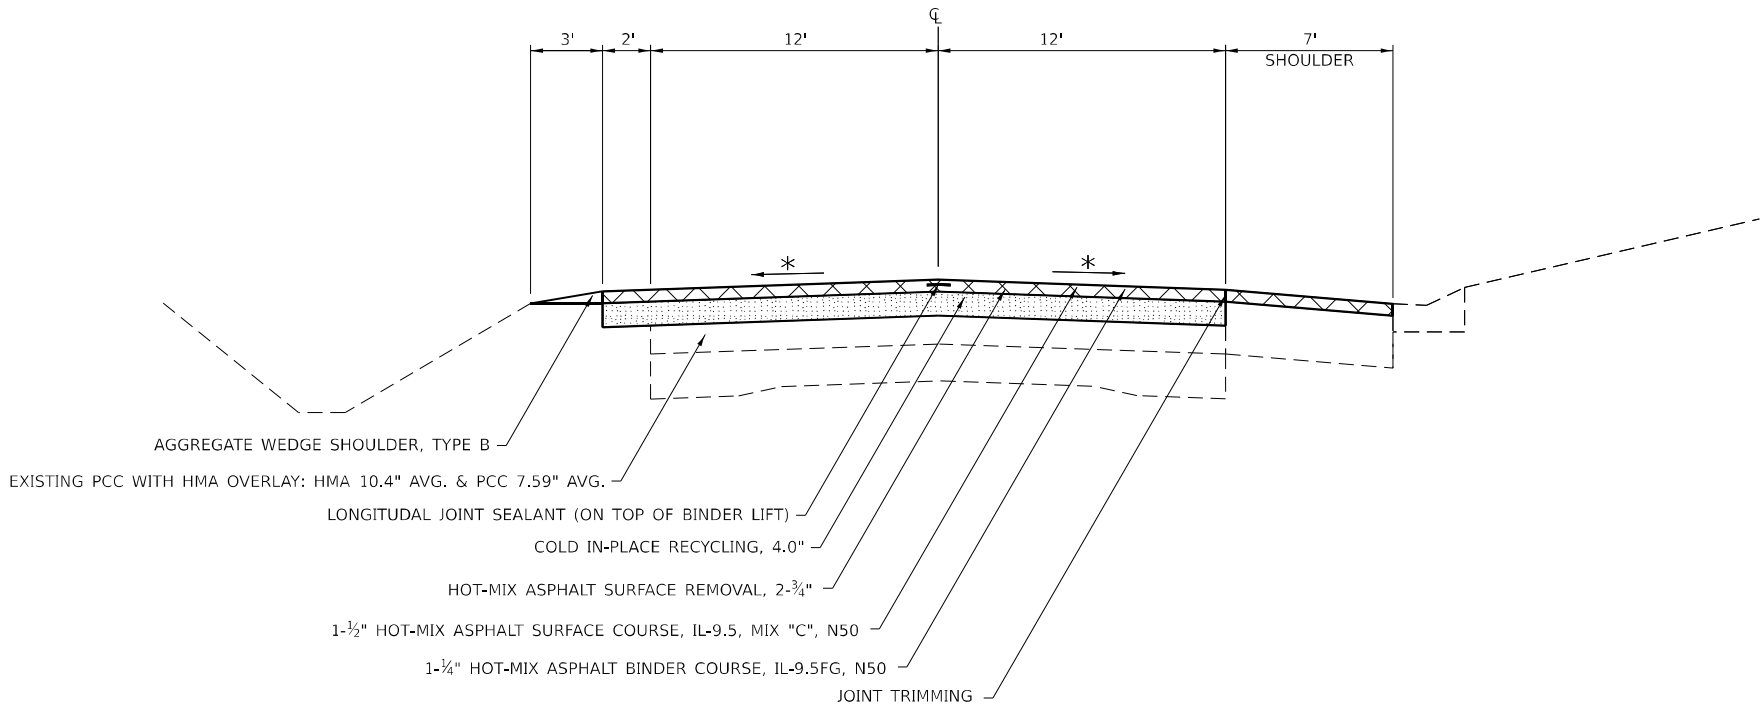 ℄
3' 2' 12' 12' 7'
SHOULDER
* *
AGGREGATE WEDGE SHOULDER, TYPE B
EXISTING PCC WITH HMA OVERLAY: HMA 10.4" AVG. & PCC 7.59" AVG.
LONGITUDAL JOINT SEALANT (ON TOP OF BINDER LIFT)
COLD IN-PLACE RECYCLING, 4.0"
HOT-MIX ASPHALT SURFACE REMOVAL, 2-¾"
1-½" HOT-MIX ASPHALT SURFACE COURSE, IL-9.5, MIX "C", N50
1-¼" HOT-MIX ASPHALT BINDER COURSE, IL-9.5FG, N50
JOINT TRIMMING